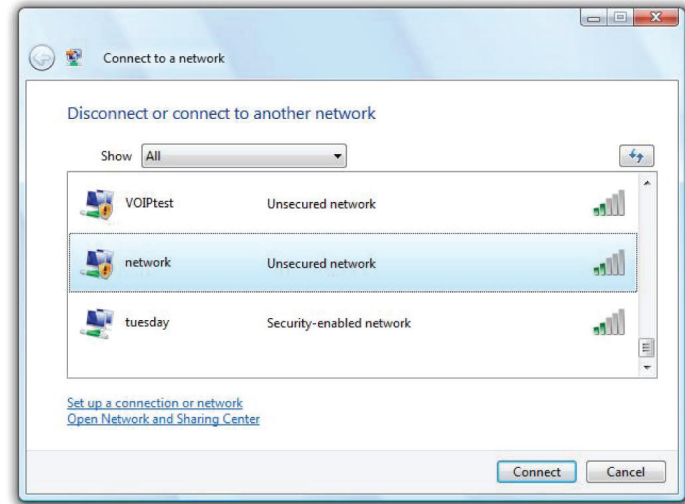 Connect to a network
Disconnect or connect to another network
Show All
VOIPtest Unsecured network
network Unsecured network
tuesday Security-enabled network
Set up a connection or network
Open Network and Sharing Center
Connect Cancel